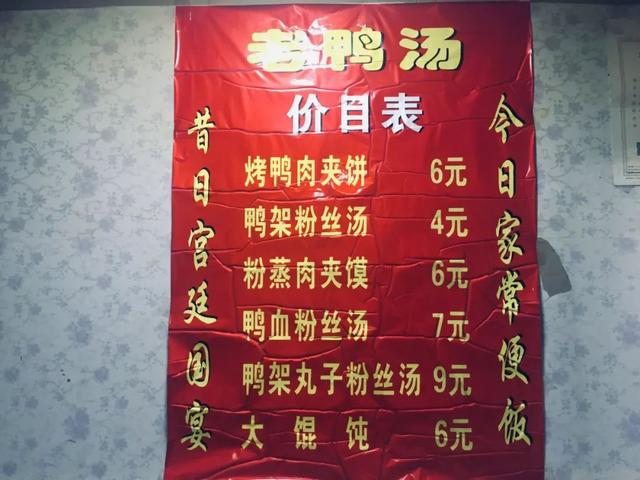 老鸭汤
价目表
昔日宫廷国宴
今日家常便饭
烤鸭肉夹饼 6元
鸭架粉丝汤 4元
粉蒸肉夹馍 6元
鸭血粉丝汤 7元
鸭架丸子粉丝汤 9元
大馄饨 6元